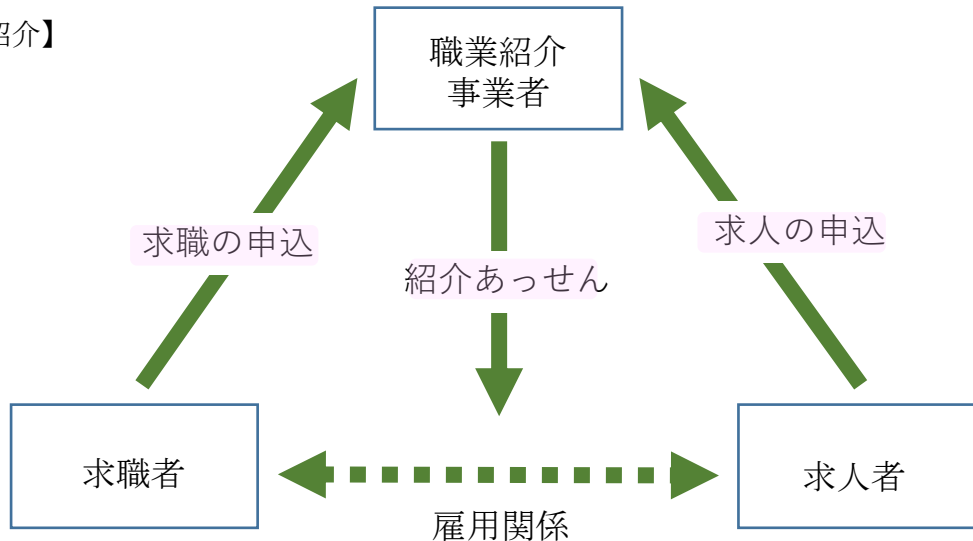 紹介】
職業紹介
事業者
求職の申込
求人の申込
紹介あっせん
求職者
求人者
雇用関係